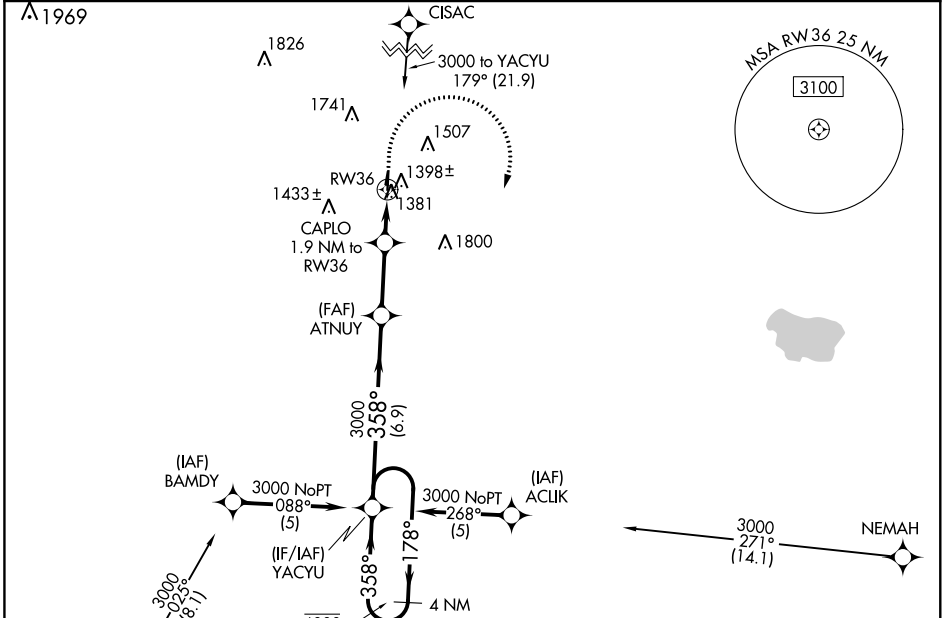 1969
CISAC
1826
3000 to YACYU
179° (21.9)
MSA RW36 25 NM
3100
1741
1507
RW36
1398±
1433±
1381
CAPLO
1.9 NM to
RW36
1800
(FAF)
ATNUY
3000
358°
(6.9)
(IAF)
BAMDY
3000 NoPT
088°
(5)
(IAF)
ACLIK
3000 NoPT
268°
(5)
NEMAH
3000
271°
(14.1)
(IF/IAF)
YACYU
358°
178°
4 NM
3000
025°